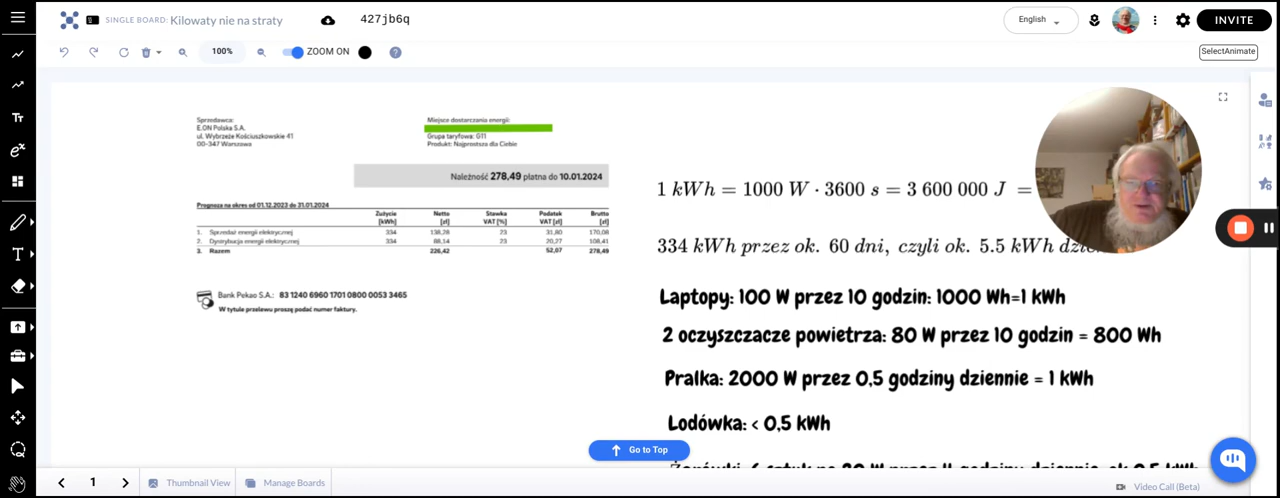 SINGLE BOARD: Kilowaty nie na straty
427jb6q
English
INVITE
100%
ZOOM ON
SelectAnimate
Sprzedawca:
E.ON Polska S.A.
ul. Wybrzeże Kościuszkowskie 41
00-347 Warszawa
Miejsce dostarczania energii:
Grupa taryfowa: G11
Produkt: Najprostsza dla Ciebie
Należność 278,49 płatna do 10.01.2024
Prognoza na okres od 01.12.2023 do 31.01.2024
Zużycie [kWh] Netto [zł] Stawka VAT [%] Podatek VAT [zł] Brutto [zł]
1. Sprzedaż energii elektrycznej 334 138,28 23 31,80 170,08
2. Dystrybucja energii elektrycznej 334 88,14 23 20,27 108,41
3. Razem 226,42 52,07 278,49
Bank Pekao S.A.: 83 1240 6960 1701 0800 0053 3465
W tytule przelewu proszę podać numer faktury.
1 kWh = 1000 W · 3600 s = 3 600 000 J =
334 kWh przez ok. 60 dni, czyli ok. 5.5 kWh
Laptopy: 100 W przez 10 godzin: 1000 Wh=1 kWh
2 oczyszczacze powietrza: 80 W przez 10 godzin = 800 Wh
Pralka: 2000 W przez 0,5 godziny dziennie = 1 kWh
Lodówka: < 0,5 kWh
Go to Top
1
Thumbnail View
Manage Boards
Video Call (Beta)